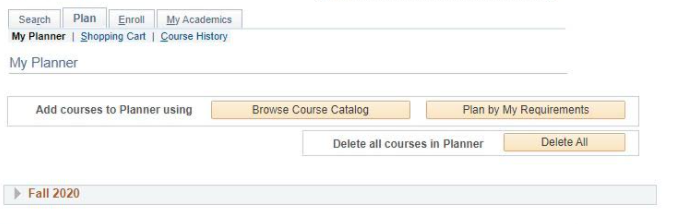 Search Plan Enroll My Academics
My Planner | Shopping Cart | Course History
My Planner
Add courses to Planner using Browse Course Catalog Plan by My Requirements
Delete all courses in Planner Delete All
Fall 2020